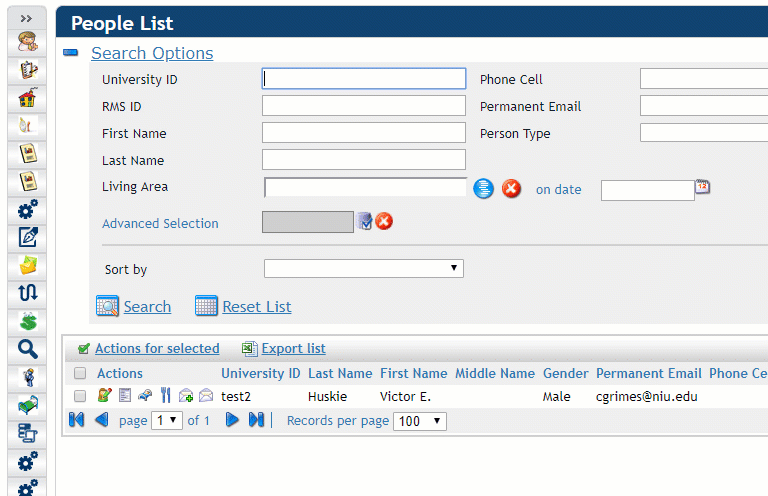 People List
Search Options
University ID Phone Cell
RMS ID Permanent Email
First Name Person Type
Last Name
Living Area on date
Advanced Selection
Sort by
Search Reset List
Actions for selected Export list
Actions University ID Last Name First Name Middle Name Gender Permanent Email Phone Ce
test2 Huskie Victor E. Male cgrimes@niu.edu
page 1 of 1 Records per page 100